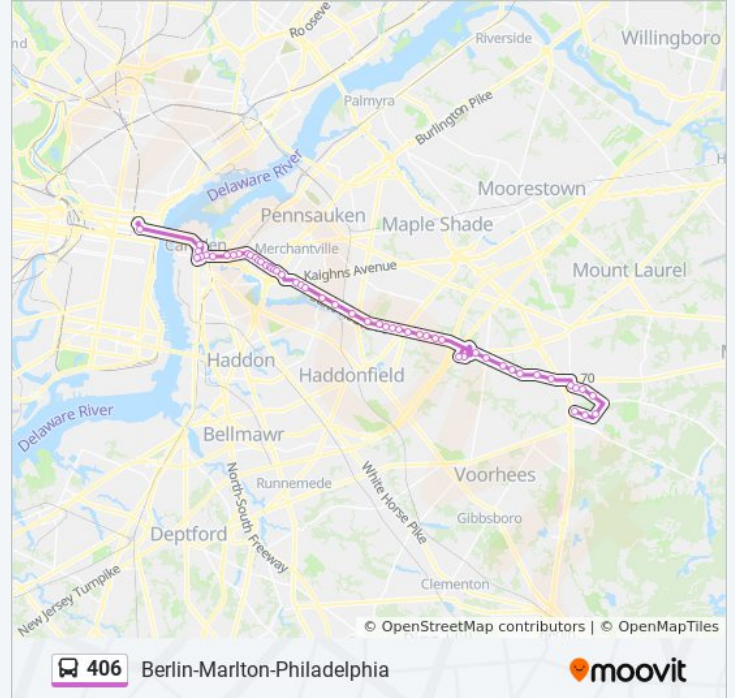 nd
Rooseve
Riverside
Willingboro
Palmyra
Burlington Pike
Delaware River
Moorestown
Pennsauken
Maple Shade
Merchantville
Kaighns Avenue
Mount Laurel
Haddon
Haddonfield
70
Delaware River
Bellmawr
White Horse Pike
Voorhees
North-South Freeway
Runnemede
Gibbsboro
Deptford
New Jersey Turnpike
Clementon
© OpenStreetMap contributors | © OpenMapTiles
406 Berlin-Marlton-Philadelphia
moovit